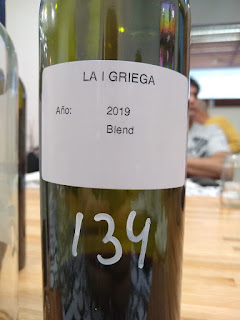 LA I GRIEGA
Año: 2019
Blend
134